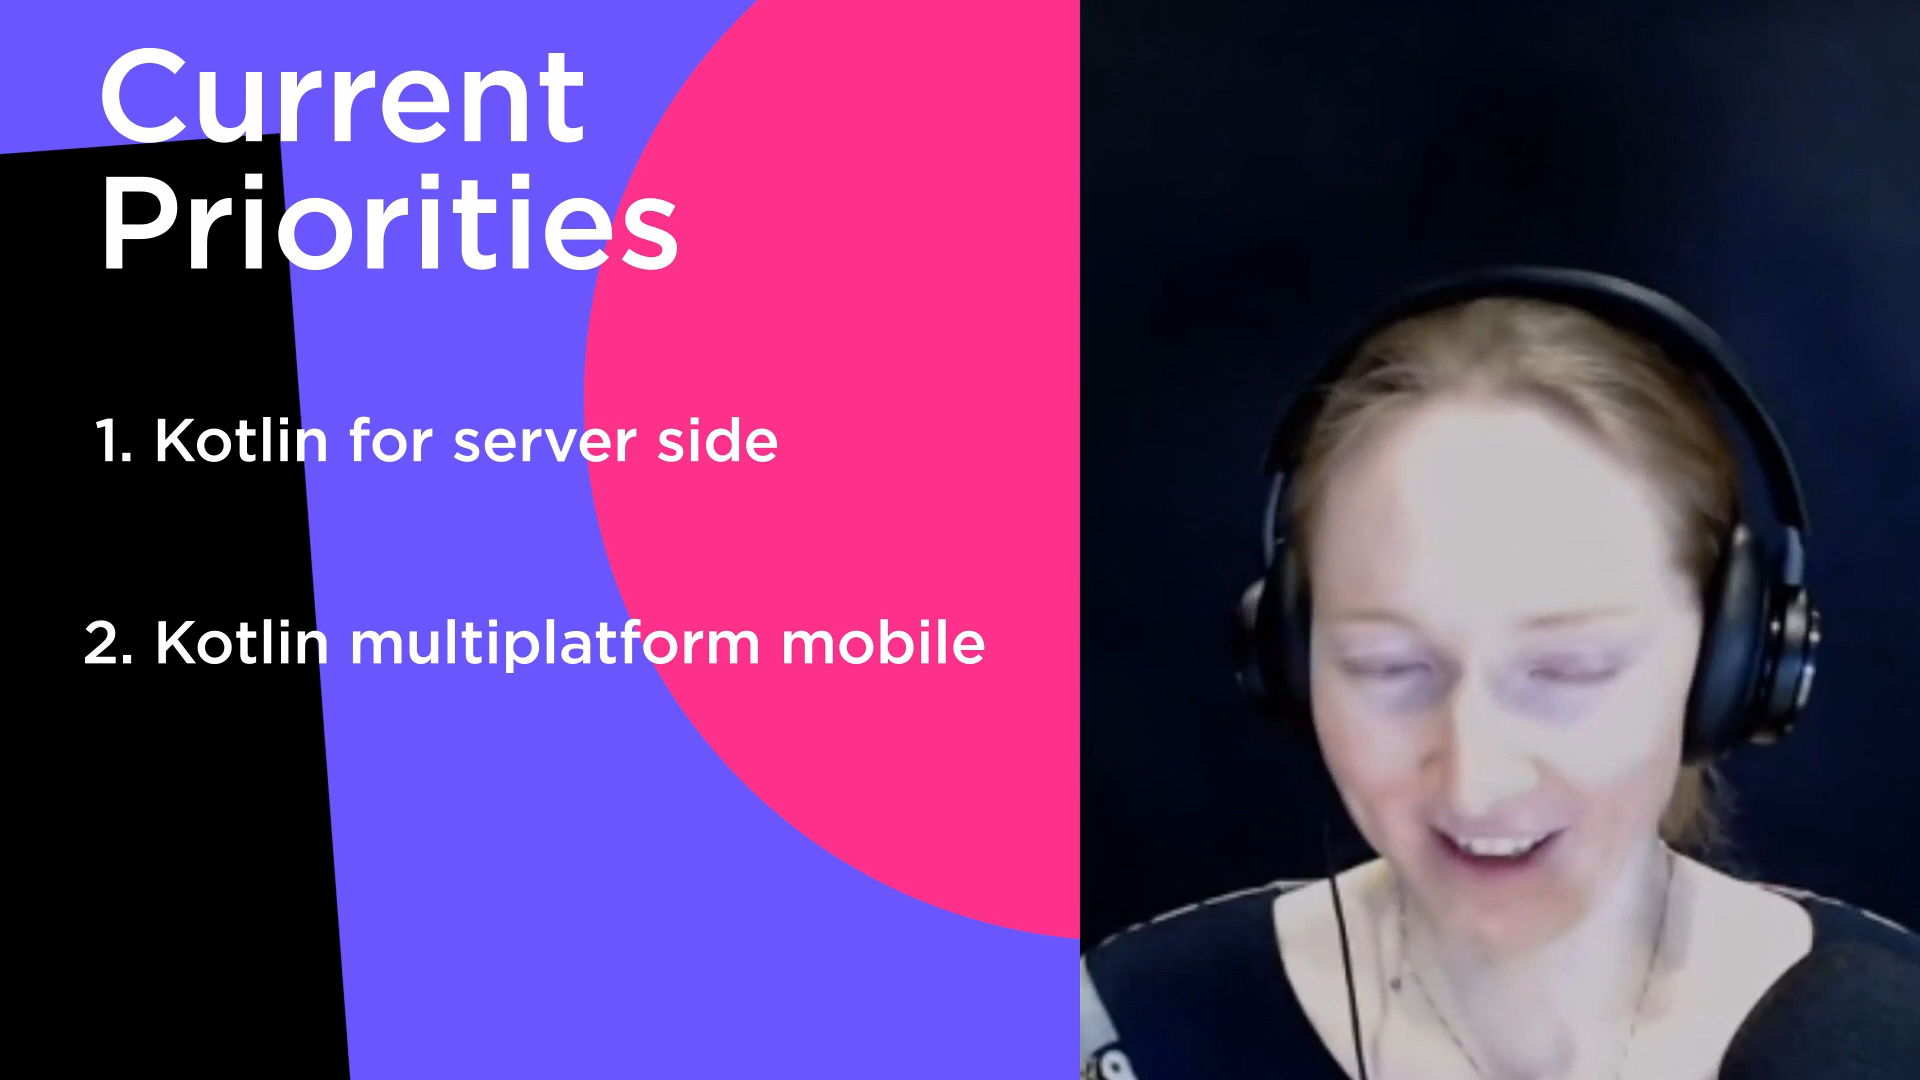 Current
Priorities
1. Kotlin for server side
2. Kotlin multiplatform mobile